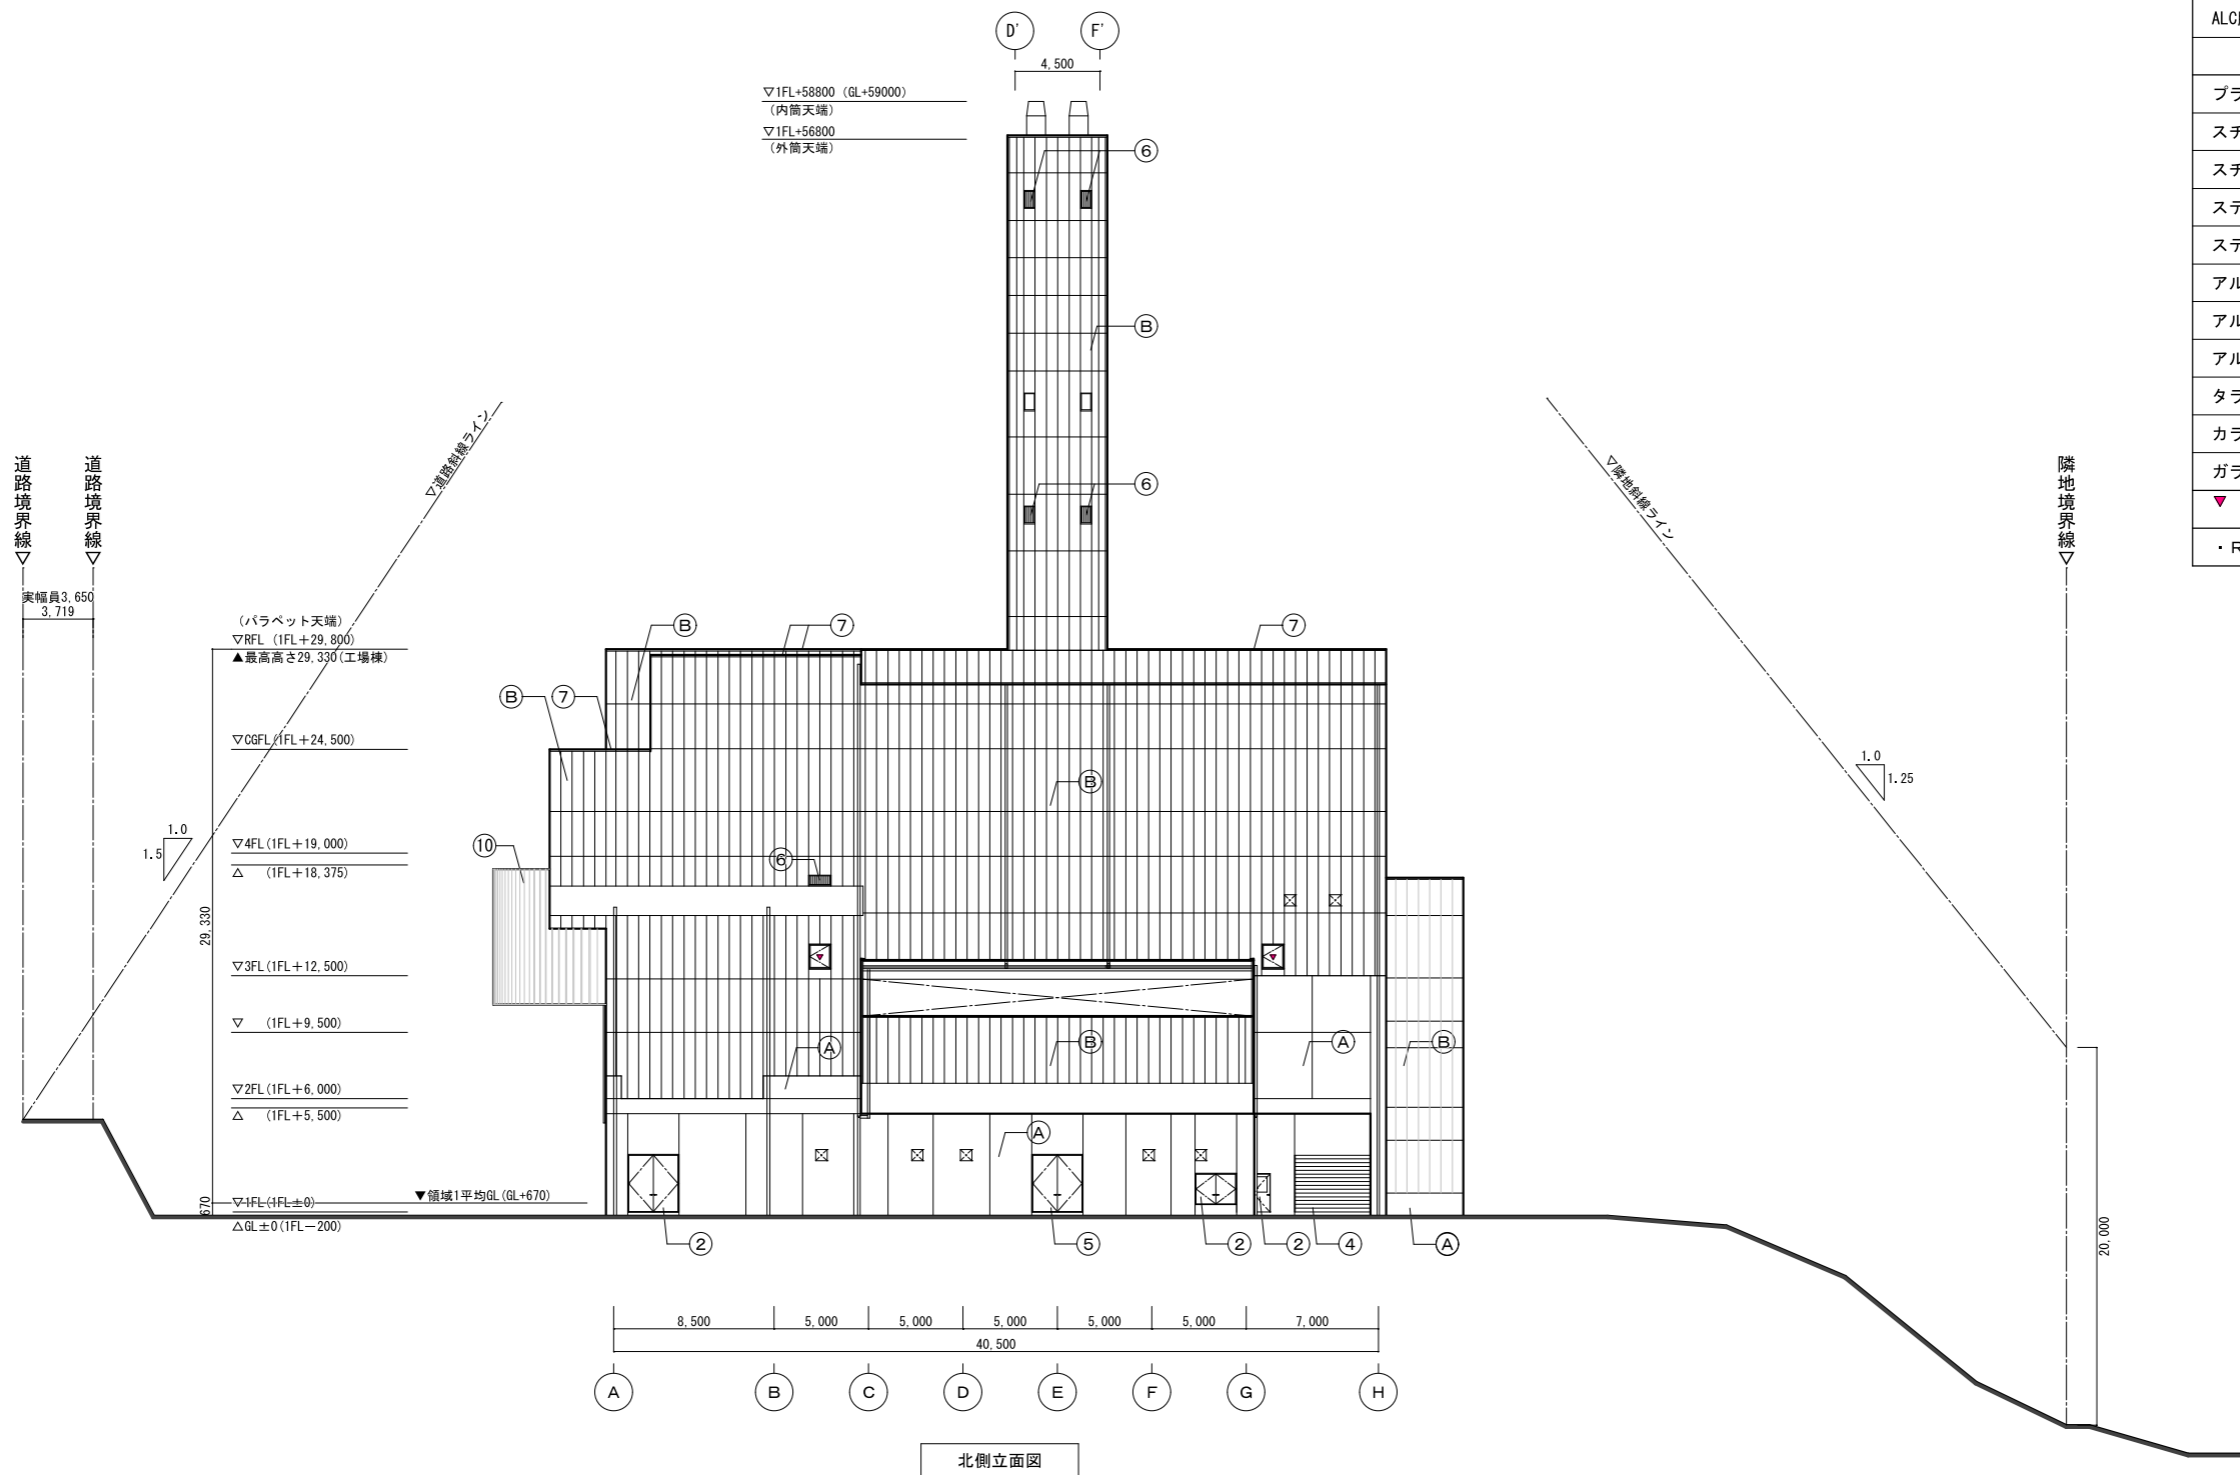 D'
F'
4,500
▽1FL+58800 (GL+59000)
(内筒天端)
▽1FL+56800
(外筒天端)
⑥
Ⓑ
⑥
▽道路斜線ライン
▽隣地斜線ライン
道路境界線▽
道路境界線▽
隣地境界線▽
実幅員3,650
3,719
(パラペット天端)
▽RFL (1FL+29,800)
▲最高高さ29,330(工場棟)
▽CGFL(1FL+24,500)
▽4FL(1FL+19,000)
△ (1FL+18,375)
▽3FL(1FL+12,500)
▽ (1FL+9,500)
▽2FL(1FL+6,000)
△ (1FL+5,500)
▽1FL(1FL±0)
▼領域1平均GL(GL+670)
△GL±0(1FL-200)
29,330
670
1.0
1.5
1.0
1.25
20,000
Ⓑ
⑦
⑦
Ⓑ
⑦
Ⓑ
⑩
⑥
Ⓐ
Ⓑ
Ⓐ
Ⓑ
Ⓐ
②
⑤
②
②
④
Ⓐ
8,500
5,000
5,000
5,000
5,000
5,000
7,000
40,500
A
B
C
D
E
F
G
H
北側立面図
ALC
プラ
スチ
スチ
ステ
ステ
アル
アル
アル
タラ
カラ
ガラ
▼
・R